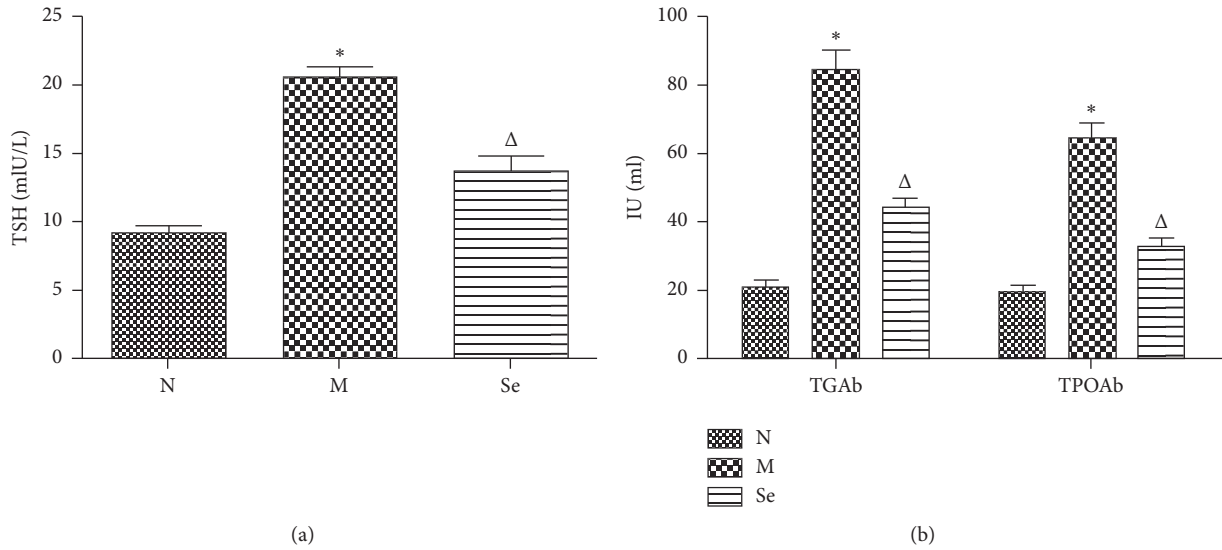 25
20
15
10
5
0
TSH (mlU/L)
*
Δ
N
M
Se
(a)
100
80
60
40
20
0
IU (ml)
*
Δ
*
Δ
TGAb
TPOAb
N
M
Se
(b)